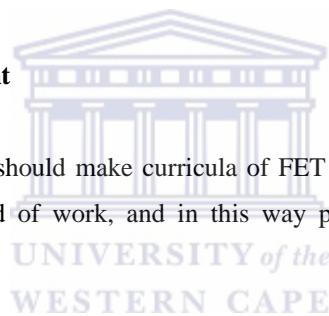 should make curricula of FET
of work, and in this way
UNIVERSITY of the
WESTERN CAPE